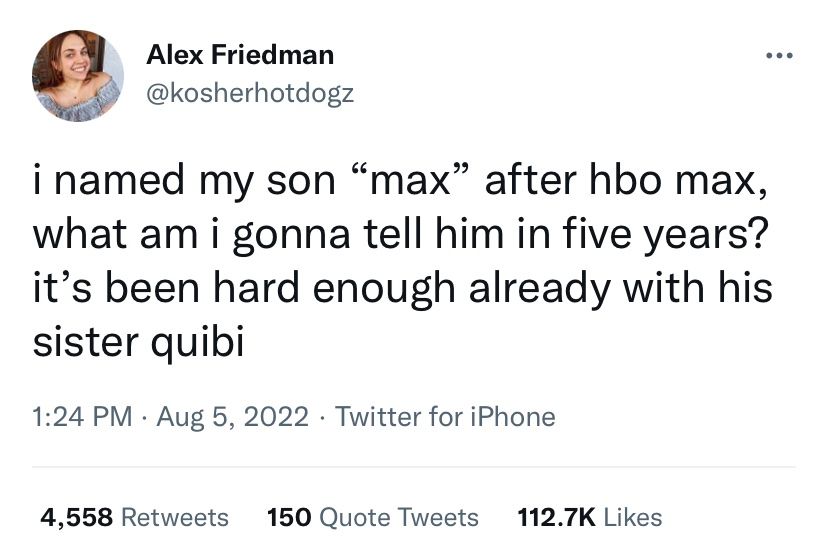 Alex Friedman
@kosherhotdogz
i named my son “max” after hbo max,
what am i gonna tell him in five years?
it’s been hard enough already with his
sister quibi
1:24 PM · Aug 5, 2022 · Twitter for iPhone
4,558 Retweets 150 Quote Tweets 112.7K Likes